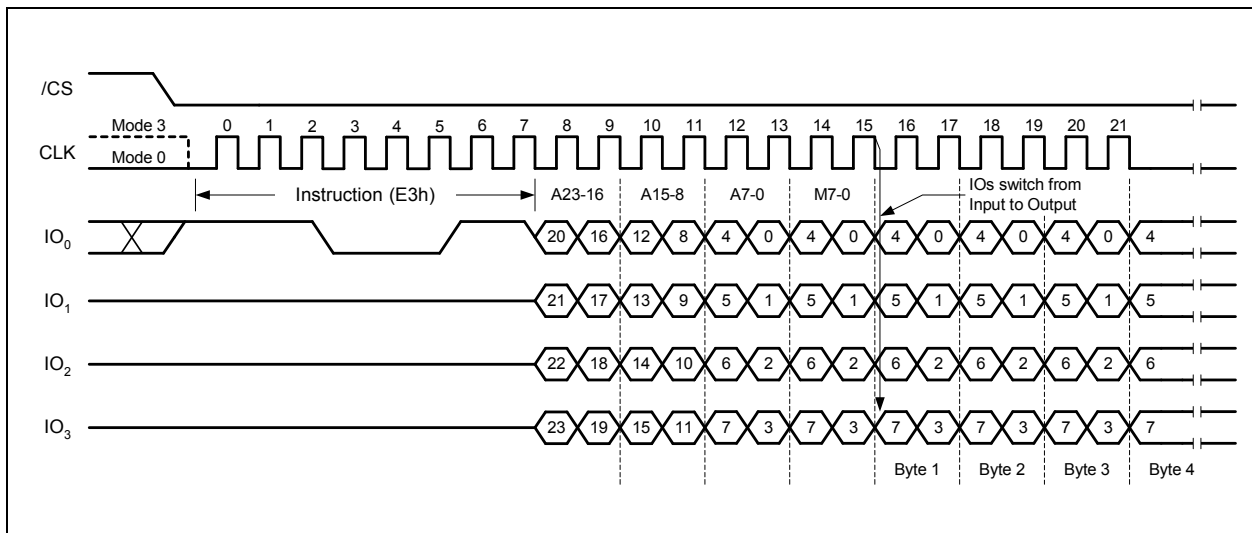 /CS
Mode 3 0 1 2 3 4 5 6 7 8 9 10 11 12 13 14 15 16 17 18 19 20 21
CLK Mode 0
Instruction (E3h) A23-16 A15-8 A7-0 M7-0 IOs switch from
Input to Output
IO0 20 16 12 8 4 0 4 0 4 0 4 0 4 0 4
IO1 21 17 13 9 5 1 5 1 5 1 5 1 5 1 5
IO2 22 18 14 10 6 2 6 2 6 2 6 2 6 2 6
IO3 23 19 15 11 7 3 7 3 7 3 7 3 7 3 7
Byte 1 Byte 2 Byte 3 Byte 4